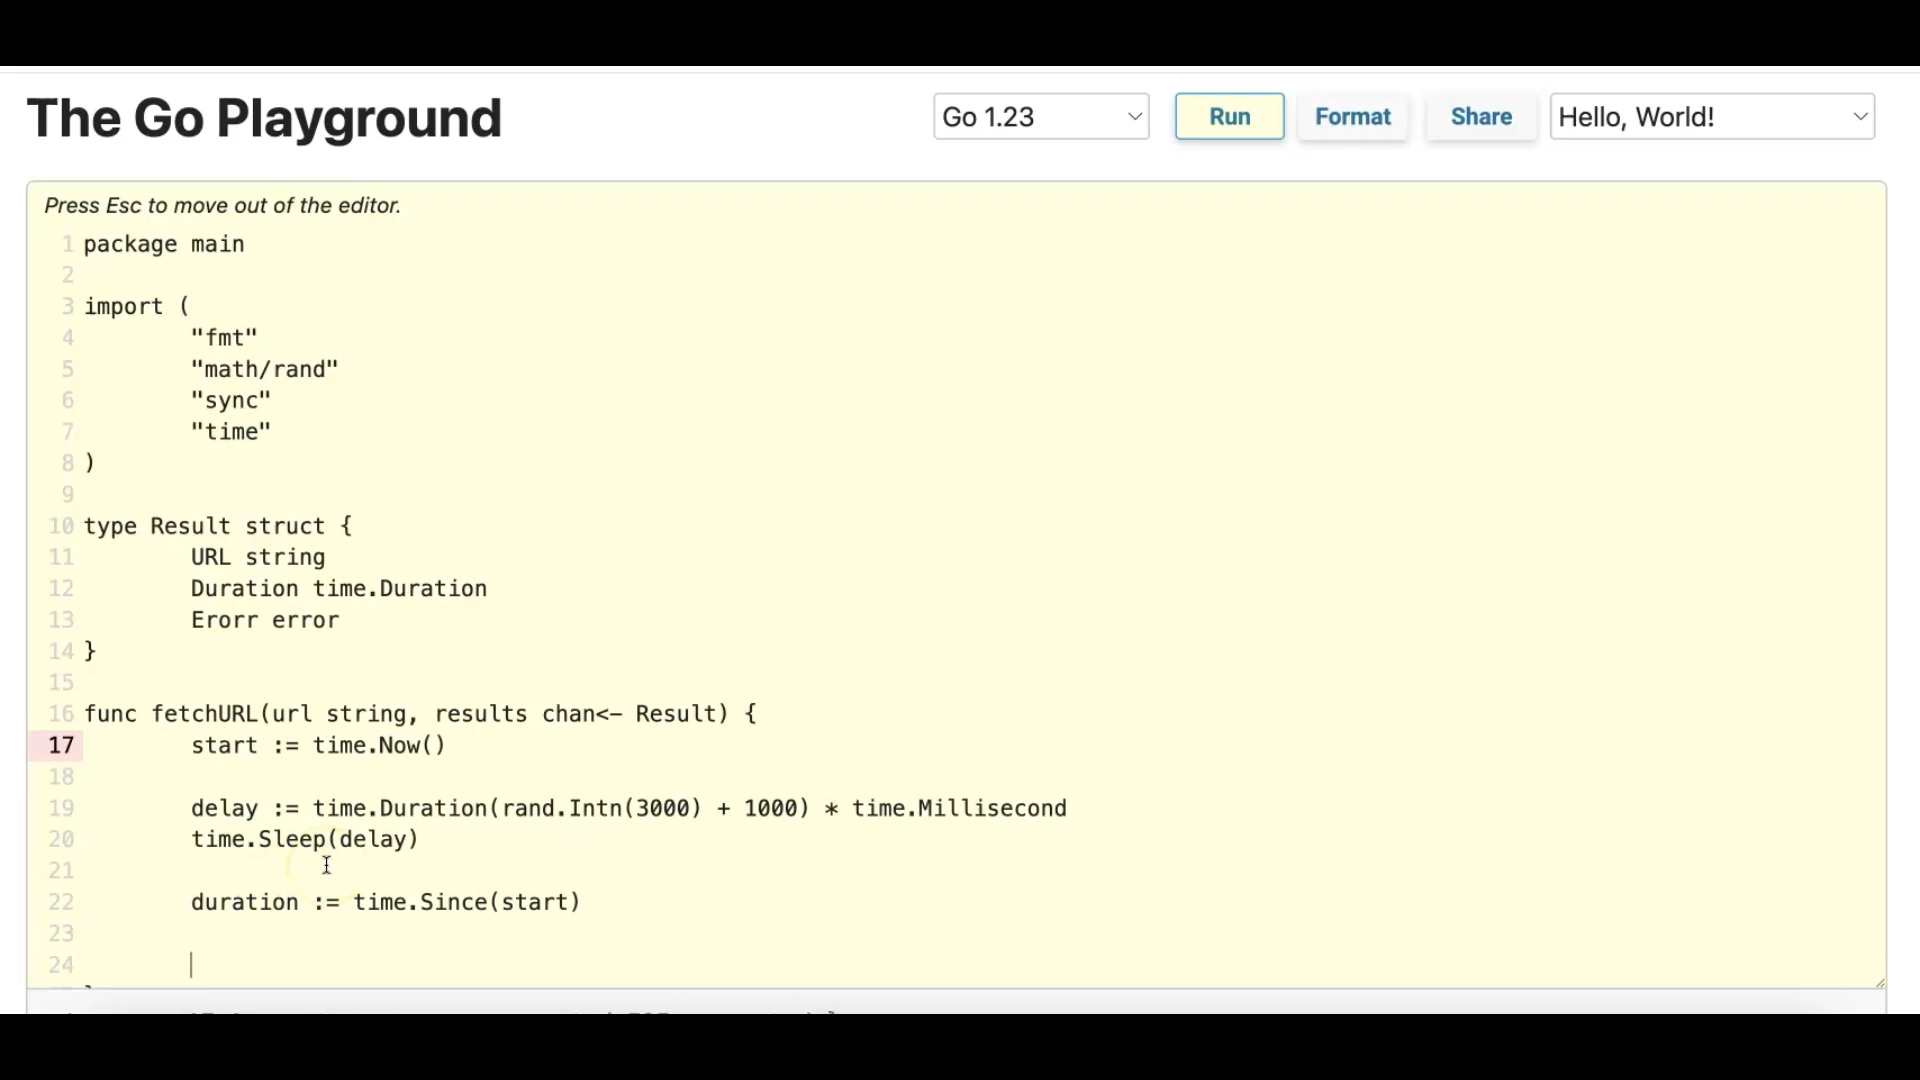 The Go Playground
Go 1.23
Run
Format
Share
Hello, World!
Press Esc to move out of the editor.
1 package main
2
3 import (
4 "fmt"
5 "math/rand"
6 "sync"
7 "time"
8 )
9
10 type Result struct {
11 URL string
12 Duration time.Duration
13 Erorr error
14 }
15
16 func fetchURL(url string, results chan<- Result) {
17 start := time.Now()
18
19 delay := time.Duration(rand.Intn(3000) + 1000) * time.Millisecond
20 time.Sleep(delay)
21
22 duration := time.Since(start)
23
24